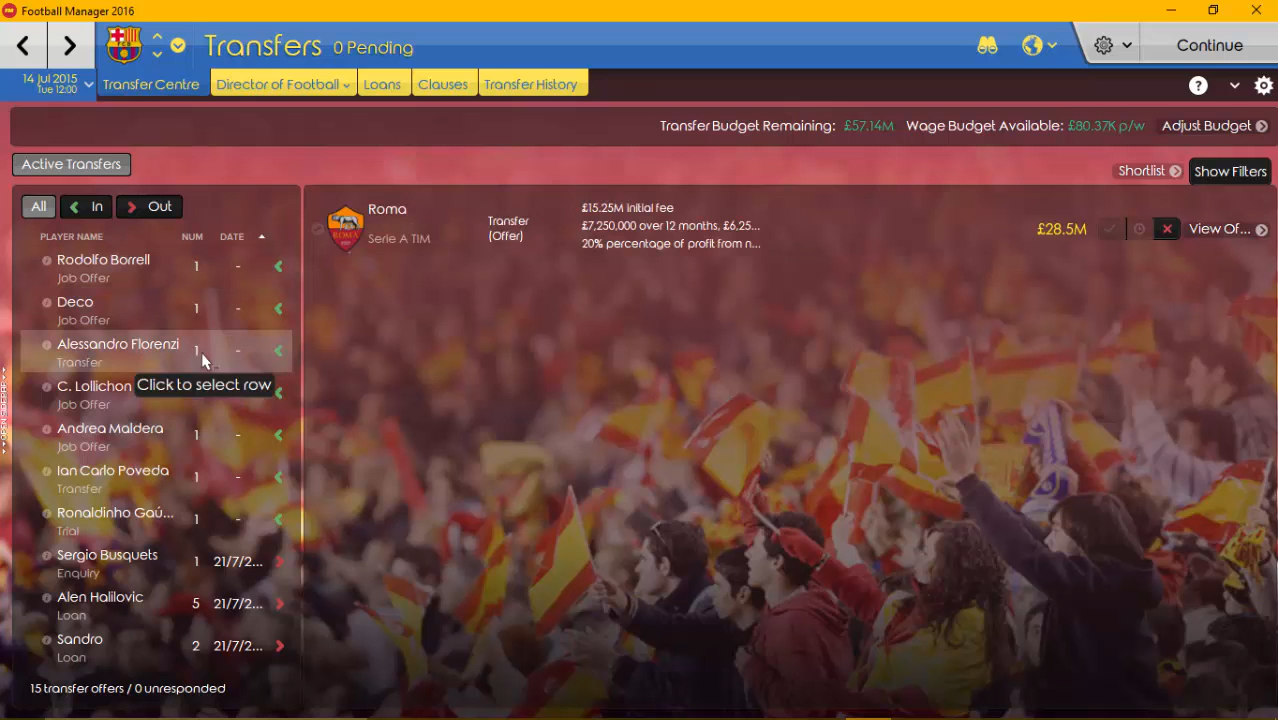 Football Manager 2016
Transfers 0 Pending
Continue
14 Jul 2015
Tue 12:00
Transfer Centre
Director of Football
Loans
Clauses
Transfer History
?
Transfer Budget Remaining: £57.14M Wage Budget Available: £80.37K p/w Adjust Budget
Active Transfers
Shortlist
Show Filters
All
In
Out
PLAYER NAME NUM DATE
Rodolfo Borrell
Job Offer
1 -
Deco
Job Offer
1 -
Alessandro Florenzi
Transfer
1 -
Click to select row
C. Lollichon
Job Offer
Andrea Maldera
Job Offer
1 -
Ian Carlo Poveda
Transfer
1 -
Ronaldinho Gaú...
Trial
1 -
Sergio Busquets
Enquiry
1 21/7/2...
Alen Halilovic
Loan
5 21/7/2...
Sandro
Loan
2 21/7/2...
15 transfer offers / 0 unresponded
Roma
Serie A TIM
Transfer
(Offer)
£15.25M initial fee
£7,250,000 over 12 months, £6,25...
20% percentage of profit from n...
£28.5M
View Of...